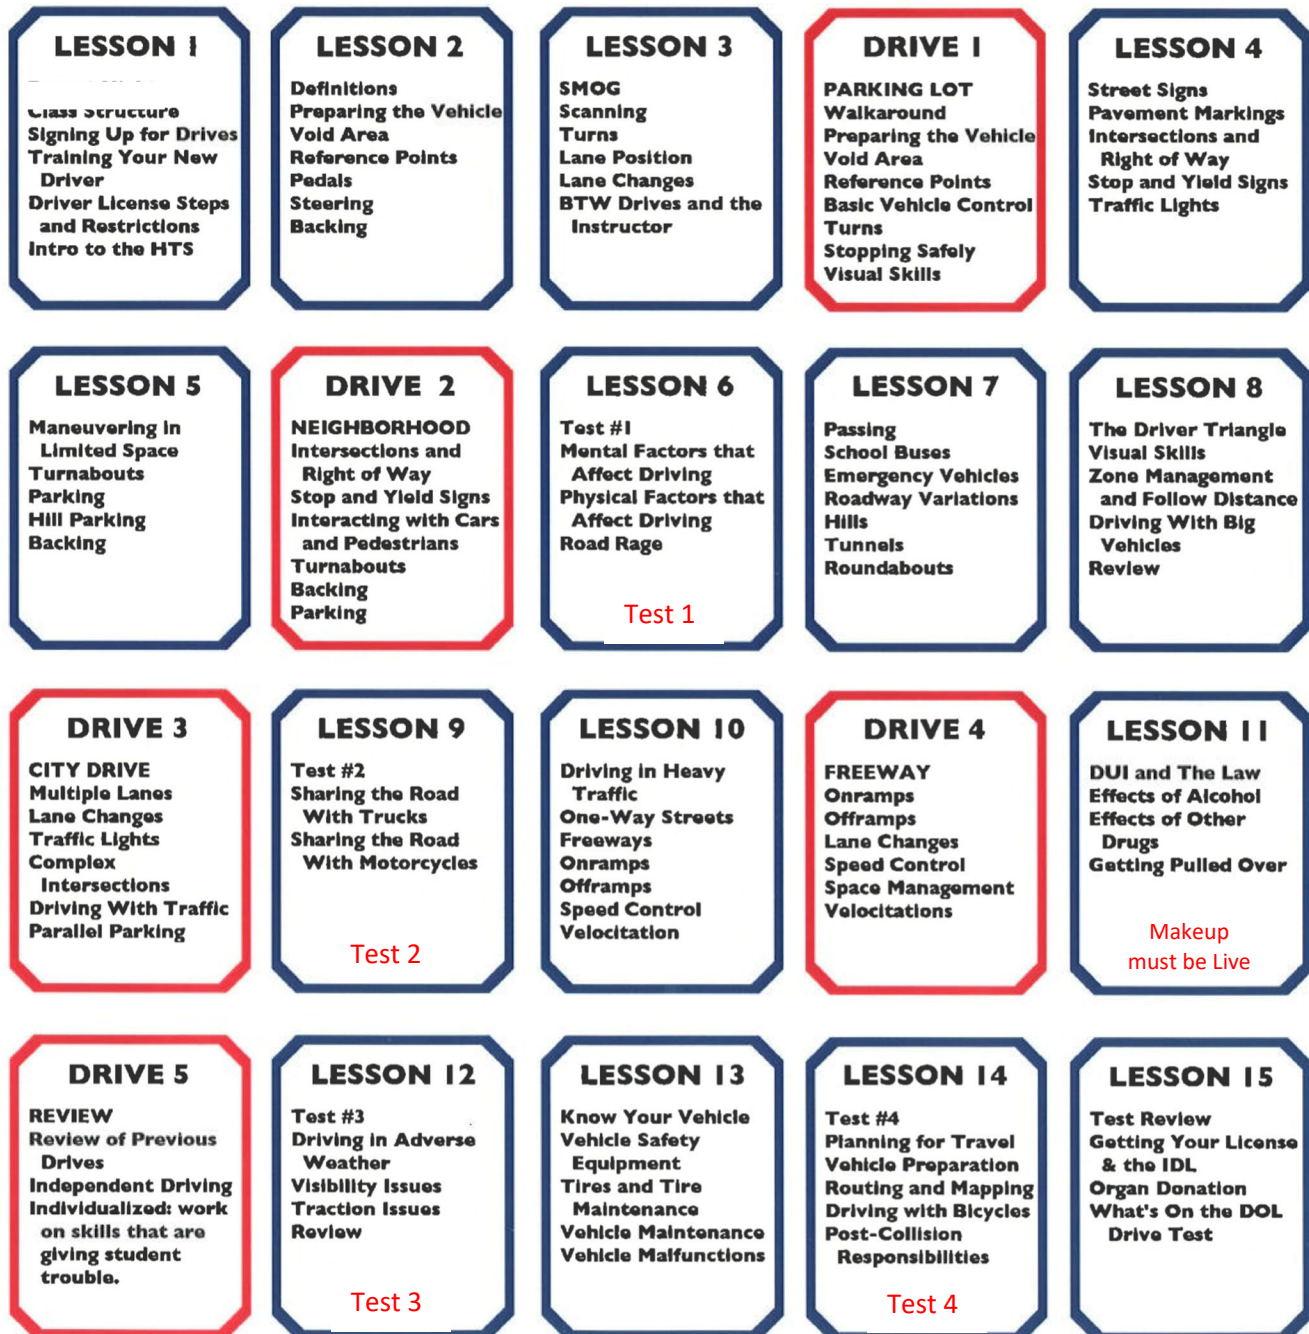 LESSON 1
Class Structure
Signing Up for Drives
Training Your New
Driver
Driver License Steps
and Restrictions
Intro to the HTS
LESSON 2
Definitions
Preparing the Vehicle
Void Area
Reference Points
Pedals
Steering
Backing
LESSON 3
SMOG
Scanning
Turns
Lane Position
Lane Changes
BTW Drives and the
Instructor
DRIVE 1
PARKING LOT
Walkaround
Preparing the Vehicle
Void Area
Reference Points
Basic Vehicle Control
Turns
Stopping Safely
Visual Skills
LESSON 4
Street Signs
Pavement Markings
Intersections and
Right of Way
Stop and Yield Signs
Traffic Lights
LESSON 5
Maneuvering in
Limited Space
Turnabouts
Parking
Hill Parking
Backing
DRIVE 2
NEIGHBORHOOD
Intersections and
Right of Way
Stop and Yield Signs
Interacting with Cars
and Pedestrians
Turnabouts
Backing
Parking
LESSON 6
Test #1
Mental Factors that
Affect Driving
Physical Factors that
Affect Driving
Road Rage
Test 1
LESSON 7
Passing
School Buses
Emergency Vehicles
Roadway Variations
Hills
Tunnels
Roundabouts
LESSON 8
The Driver Triangle
Visual Skills
Zone Management
and Follow Distance
Driving With Big
Vehicles
Review
DRIVE 3
CITY DRIVE
Multiple Lanes
Lane Changes
Traffic Lights
Complex
Intersections
Driving With Traffic
Parallel Parking
LESSON 9
Test #2
Sharing the Road
With Trucks
Sharing the Road
With Motorcycles
Test 2
LESSON 10
Driving in Heavy
Traffic
One-Way Streets
Freeways
Onramps
Offramps
Speed Control
Velocitation
DRIVE 4
FREEWAY
Onramps
Offramps
Lane Changes
Speed Control
Space Management
Velocitations
LESSON 11
DUI and The Law
Effects of Alcohol
Effects of Other
Drugs
Getting Pulled Over
Makeup
must be Live
DRIVE 5
REVIEW
Review of Previous
Drives
Independent Driving
Individualized: work
on skills that are
giving student
trouble.
LESSON 12
Test #3
Driving in Adverse
Weather
Visibility Issues
Traction Issues
Review
Test 3
LESSON 13
Know Your Vehicle
Vehicle Safety
Equipment
Tires and Tire
Maintenance
Vehicle Maintenance
Vehicle Malfunctions
LESSON 14
Test #4
Planning for Travel
Vehicle Preparation
Routing and Mapping
Driving with Bicycles
Post-Collision
Responsibilities
Test 4
LESSON 15
Test Review
Getting Your License
& the IDL
Organ Donation
What's On the DOL
Drive Test